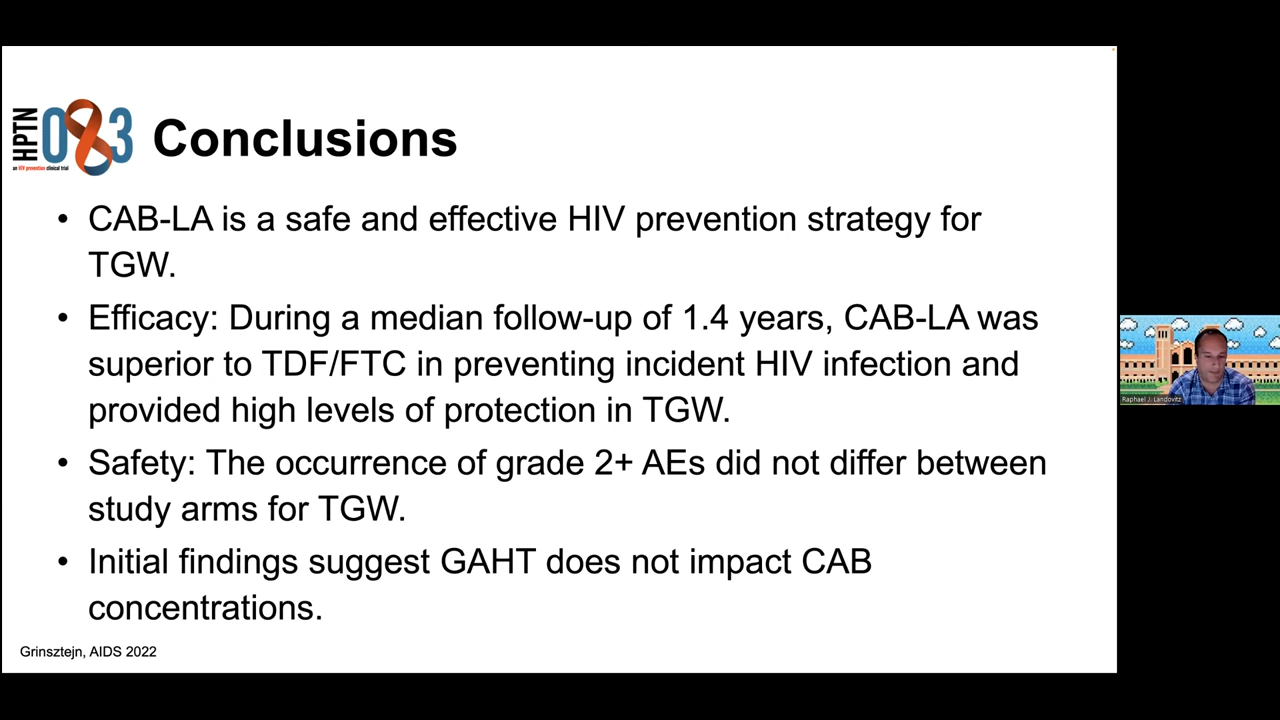 HPTN 083
an HIV prevention clinical trial
Conclusions
• CAB-LA is a safe and effective HIV prevention strategy for
TGW.
• Efficacy: During a median follow-up of 1.4 years, CAB-LA was
superior to TDF/FTC in preventing incident HIV infection and
provided high levels of protection in TGW.
• Safety: The occurrence of grade 2+ AEs did not differ between
study arms for TGW.
• Initial findings suggest GAHT does not impact CAB
concentrations.
Grinsztejn, AIDS 2022
Raphael J. Landovitz